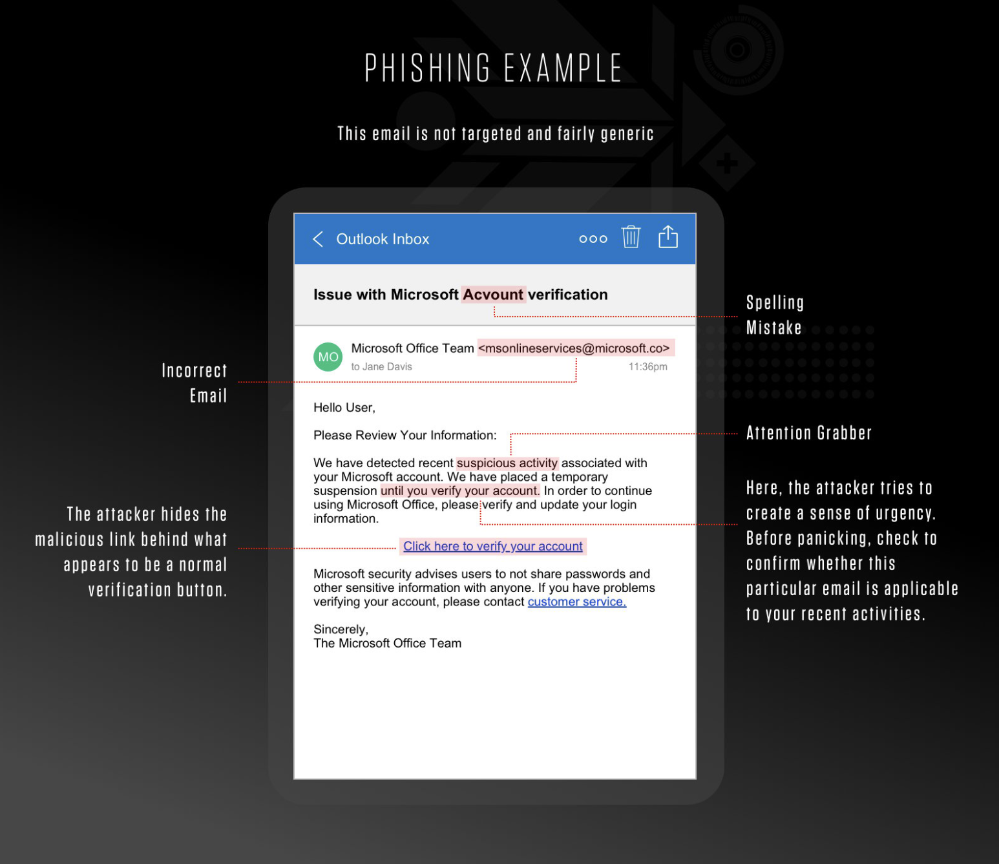 PHISHING EXAMPLE
This email is not targeted and fairly generic
Outlook Inbox
Issue with Microsoft Acvount verification
Spelling
Mistake
MO
Microsoft Office Team <msonlineservices@microsoft.co>
to Jane Davis
11:36pm
Incorrect
Email
Hello User,
Please Review Your Information:
Attention Grabber
We have detected recent suspicious activity associated with
your Microsoft account. We have placed a temporary
suspension until you verify your account. In order to continue
using Microsoft Office, please verify and update your login
information.
Here, the attacker tries to
create a sense of urgency.
Before panicking, check to
confirm whether this
particular email is applicable
to your recent activities.
The attacker hides the
malicious link behind what
appears to be a normal
verification button.
Click here to verify your account
Microsoft security advises users to not share passwords and
other sensitive information with anyone. If you have problems
verifying your account, please contact customer service.
Sincerely,
The Microsoft Office Team